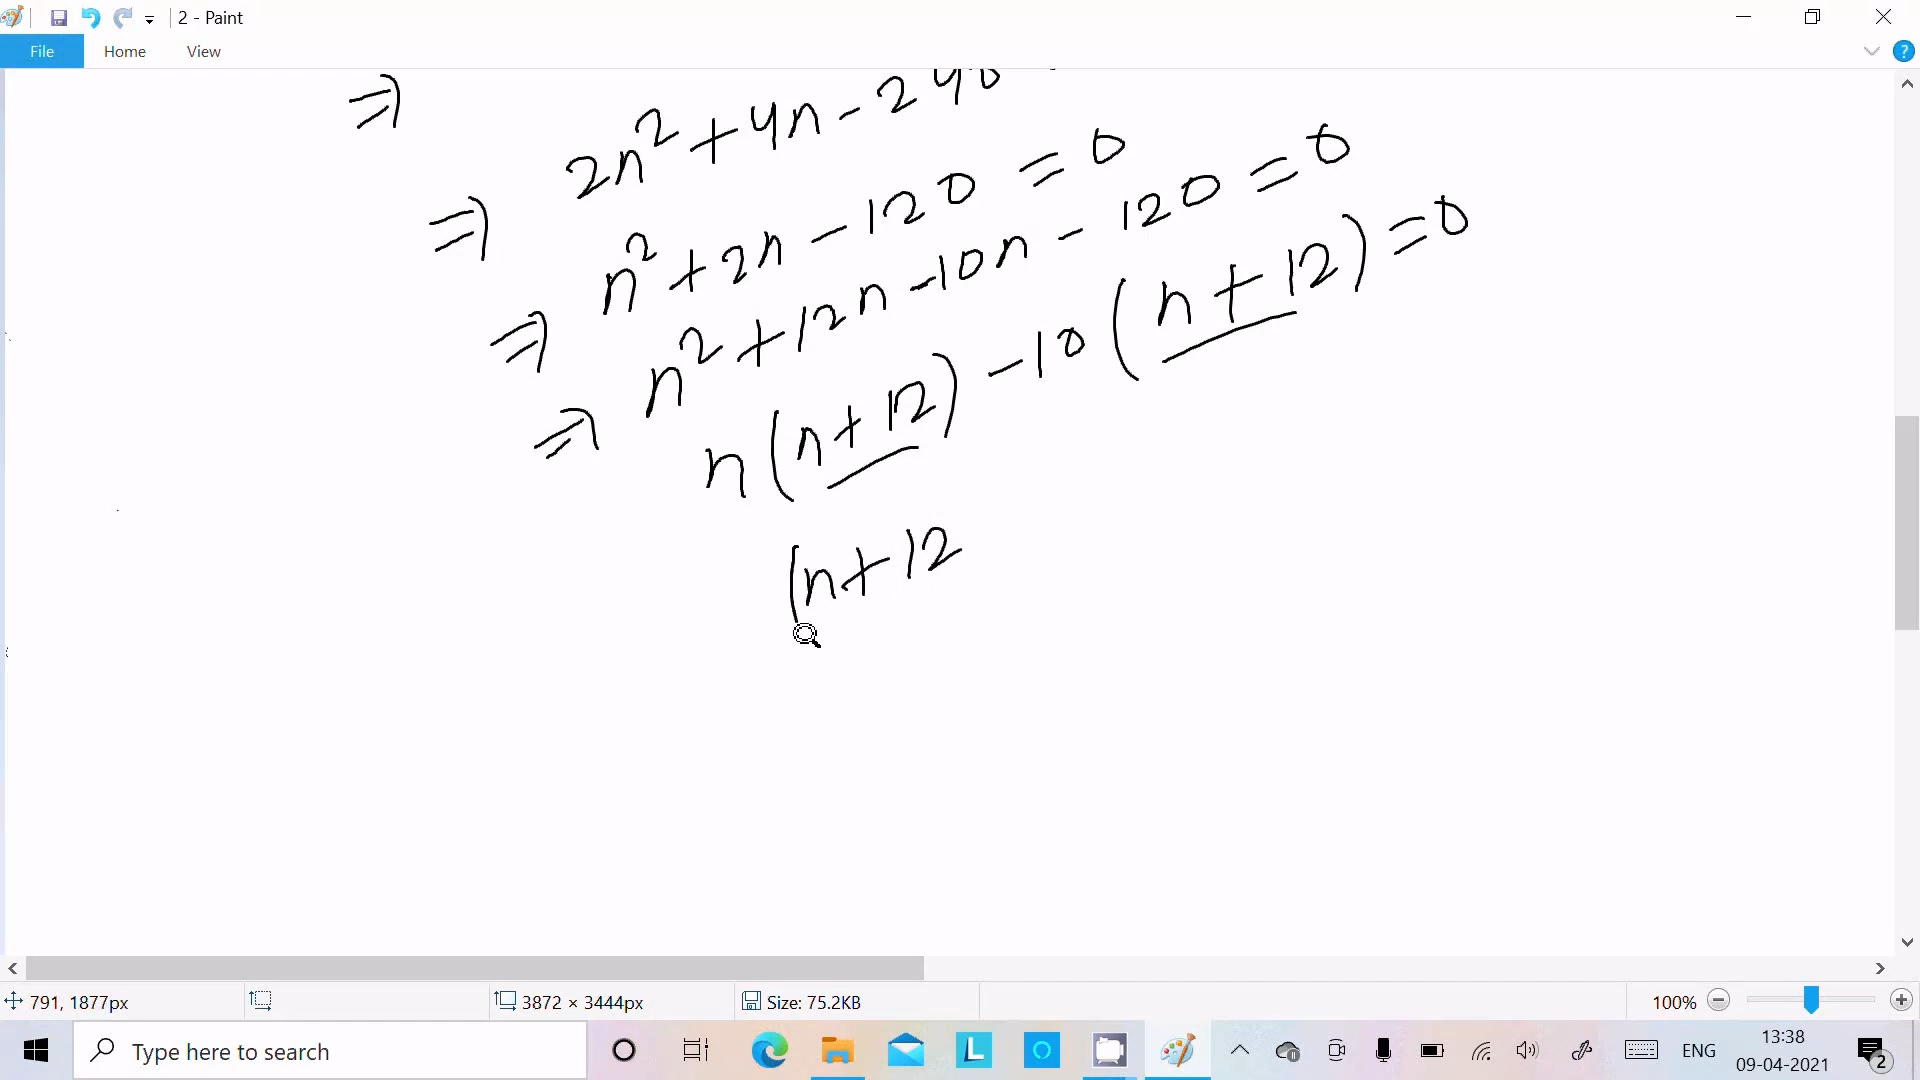 2 - Paint
File Home View
⇒ 2n² + 4n - 240
⇒ n² + 2n - 120 = 0
⇒ n² + 12n - 10n - 120 = 0
⇒ n(n + 12) - 10(n + 12) = 0
(n + 12
791, 1877px 3872 × 3444px Size: 75.2KB 100%
Type here to search
L
ENG
13:38
09-04-2021
2